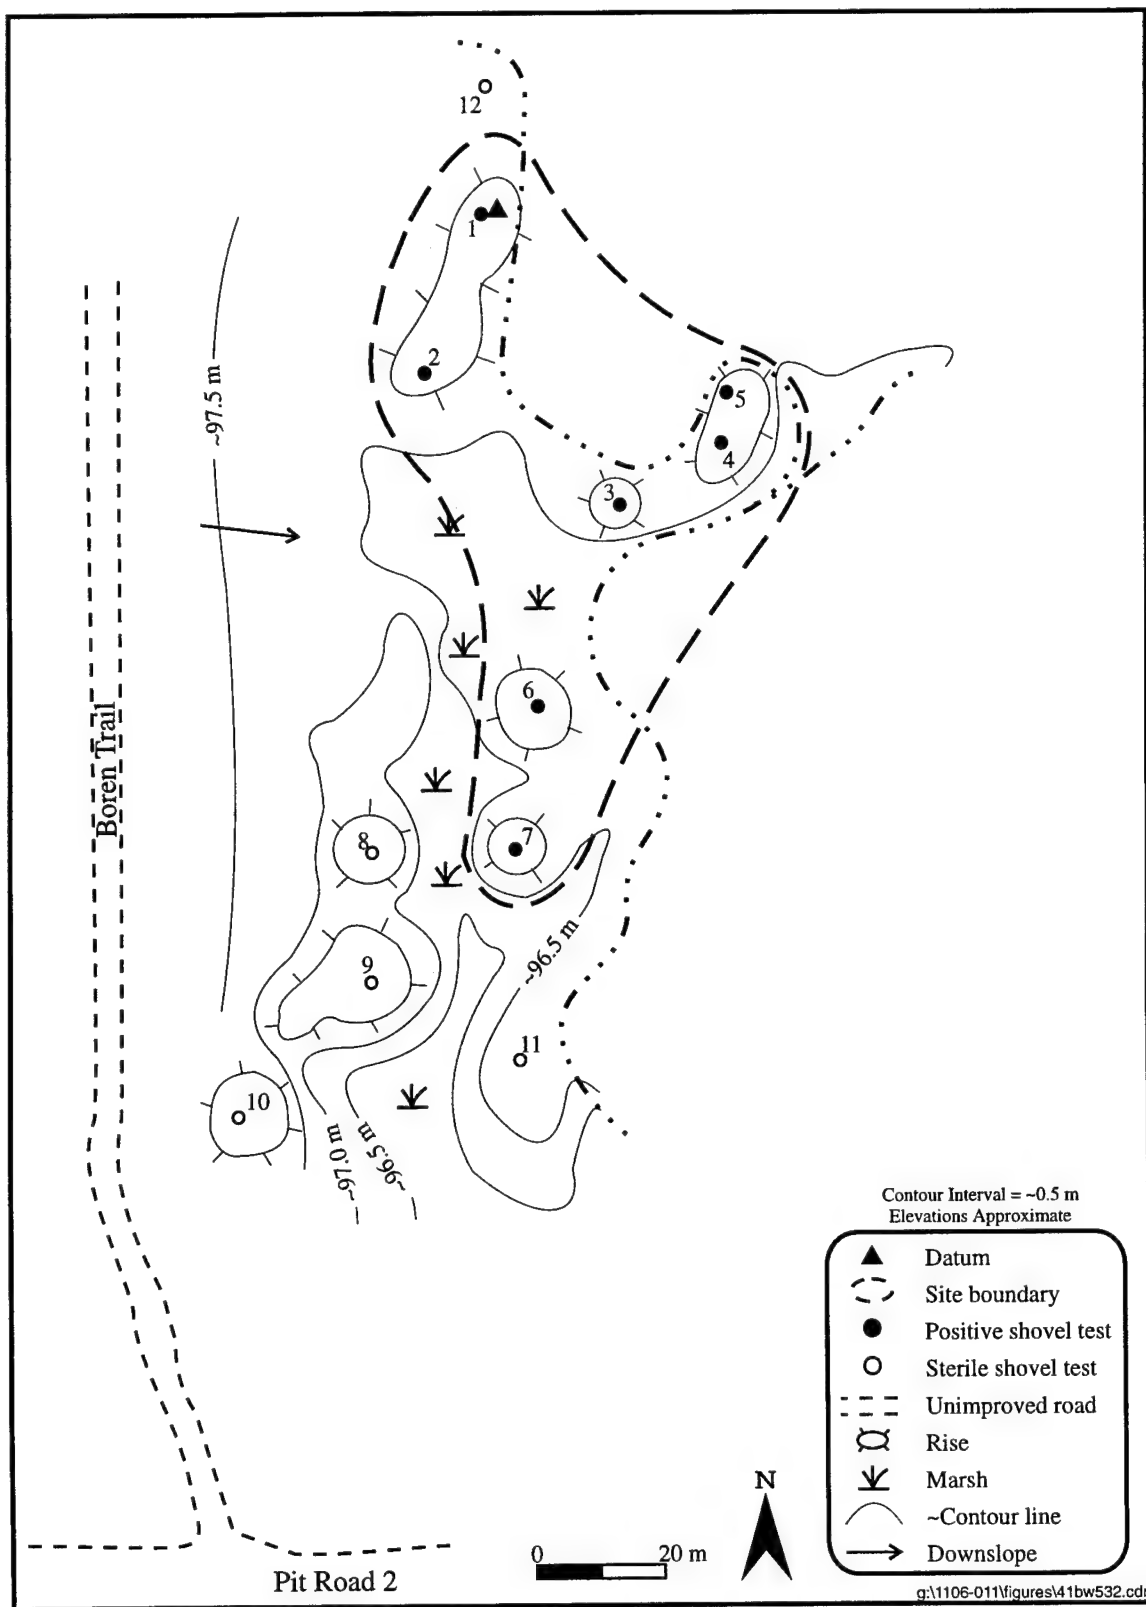 12
1
2
~97.5 m
5
4
3
6
Boren Trail
7
8
~96.5 m
9
11
10
~97.0 m
~96.5 m
Contour Interval = ~0.5 m
Elevations Approximate
Datum
Site boundary
Positive shovel test
Sterile shovel test
Unimproved road
Rise
Marsh
~Contour line
Downslope
N
0 20 m
Pit Road 2
g:\1106-011\figures\41bw532.cdr